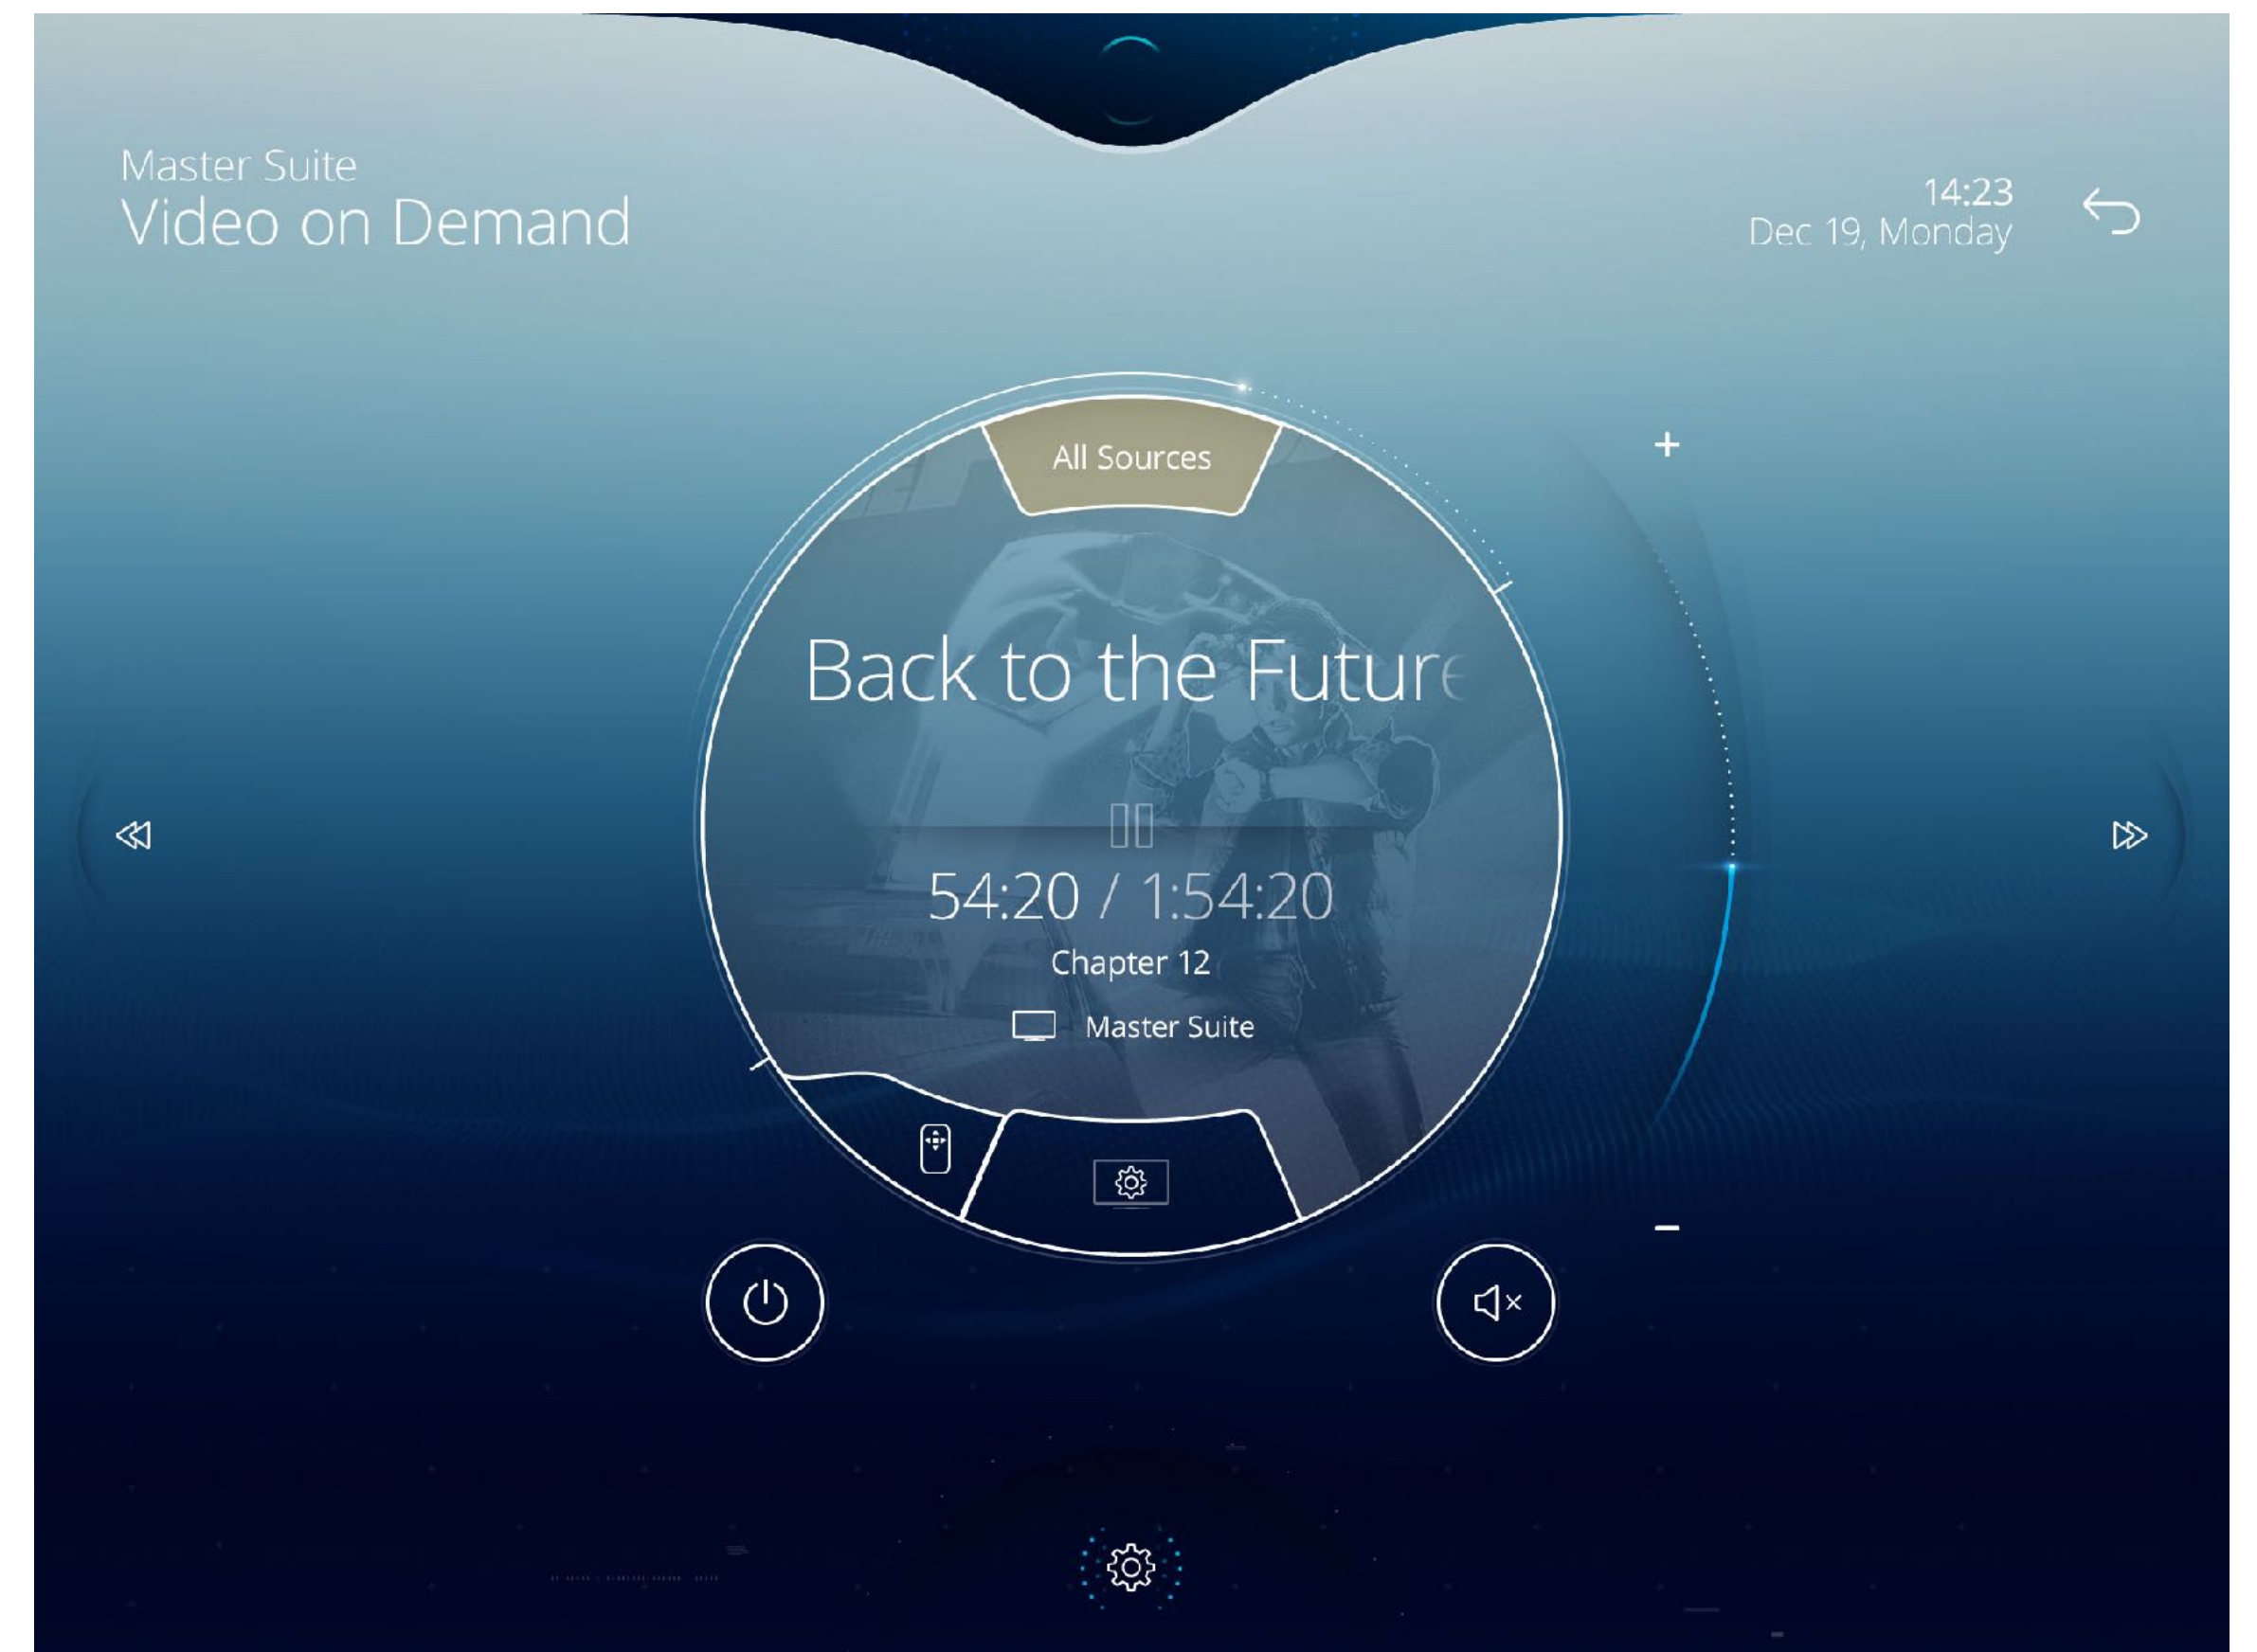 Master Suite
Video on Demand
14:23
Dec 19, Monday
All Sources
Back to the Future
54:20 / 1:54:20
Chapter 12
Master Suite